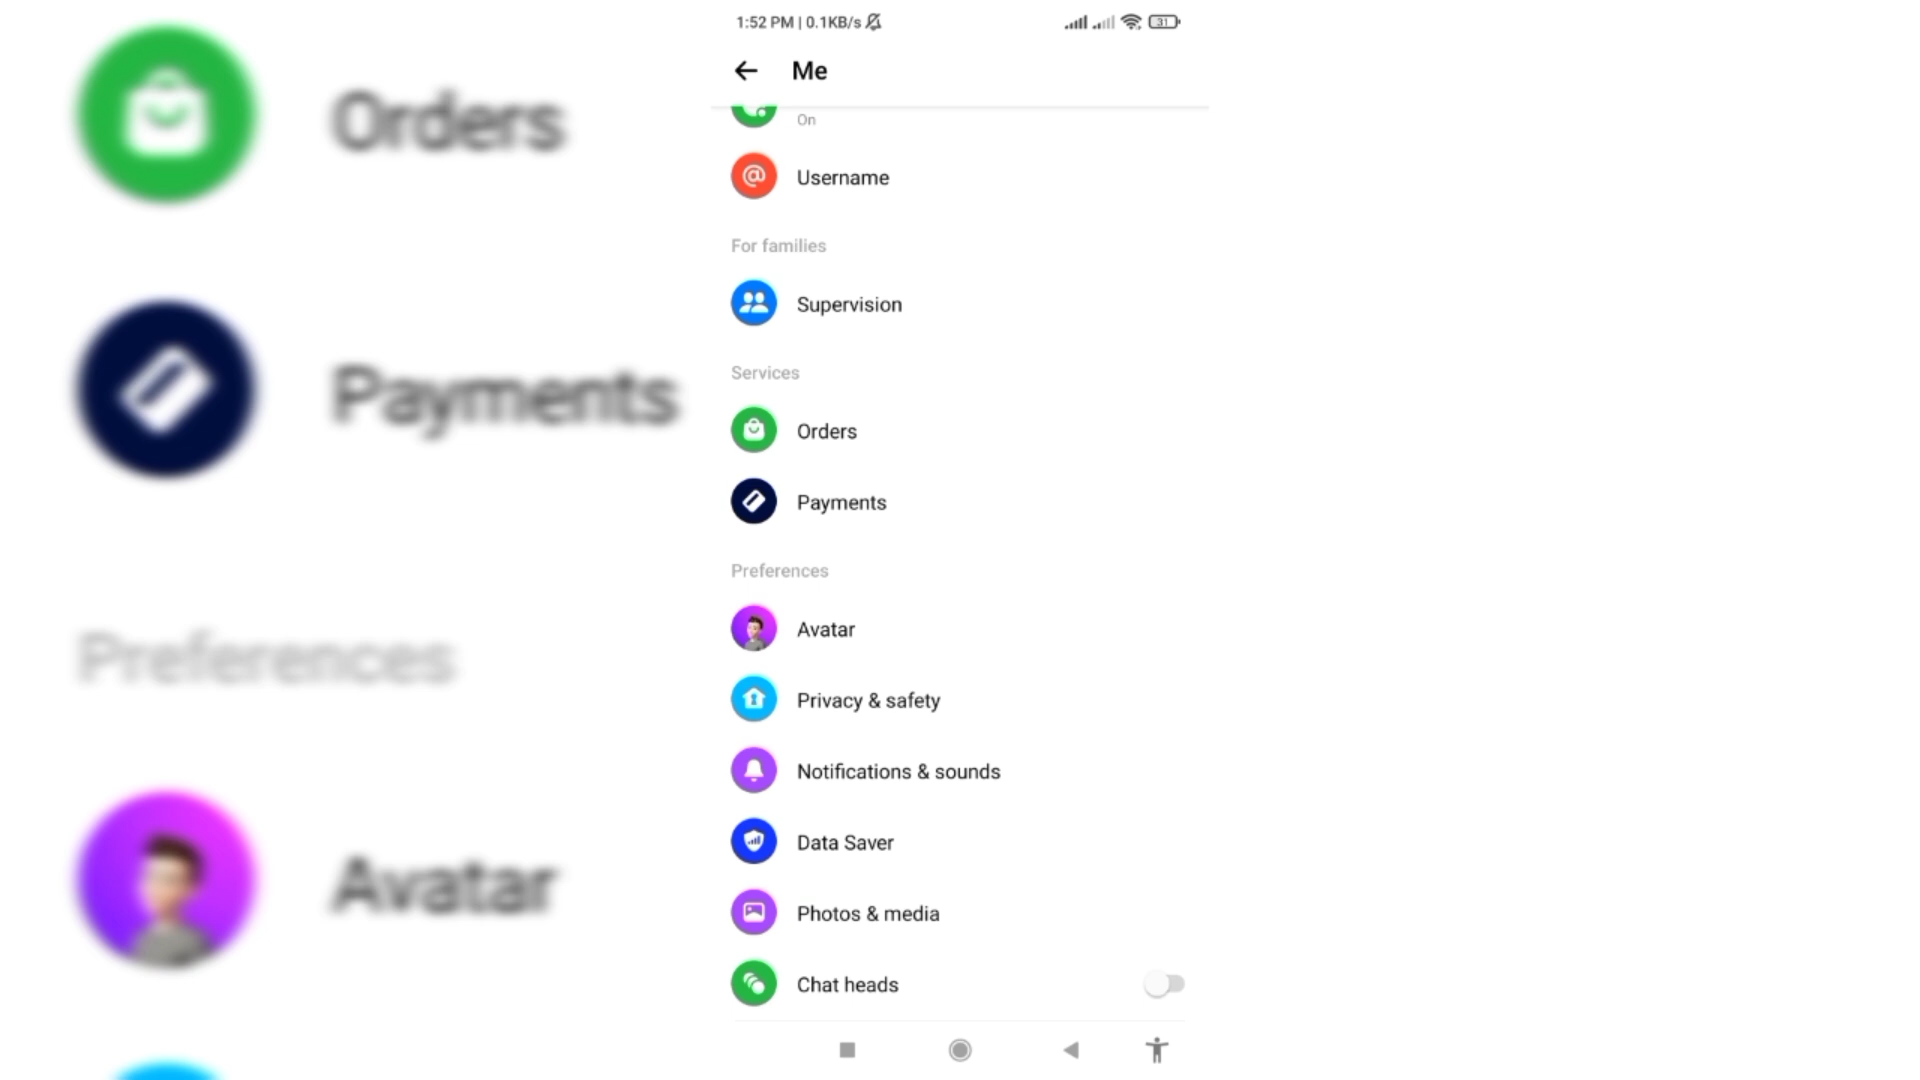 Orders
Payments
Preferences
Avatar
1:52 PM | 0.1KB/s
31
Me
On
@
Username
For families
Supervision
Services
Orders
Payments
Preferences
Avatar
Privacy & safety
Notifications & sounds
Data Saver
Photos & media
Chat heads